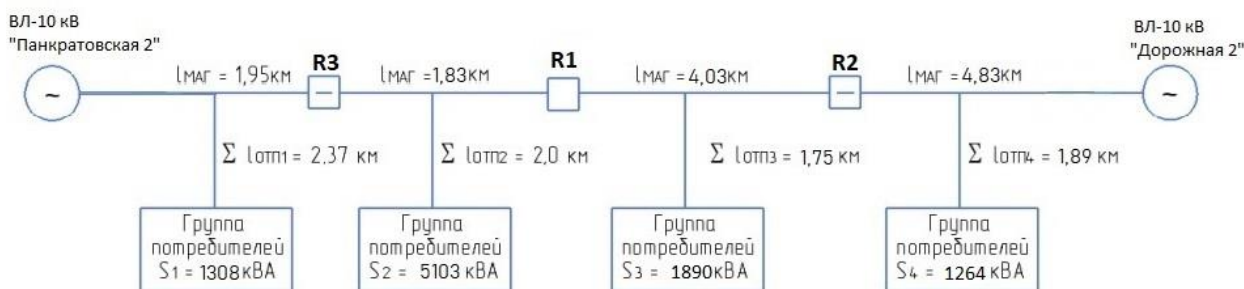 ВЛ-10 кВ
"Панкратовская 2"
ВЛ-10 кВ
"Дорожная 2"
lМАГ = 1,95км
R3
lМАГ =1,83км
R1
lМАГ =4,03км
R2
lМАГ =4,83км
~
~
Σ lОТП1 = 2,37 км
Σ lОТП2 = 2,0 км
Σ lОТП3 = 1,75 км
Σ lОТП4 = 1,89 км
Группа
потребителей
S1 = 1308кВА
Группа
потребителей
S2 = 5103 кВА
Группа
потребителей
S3 = 1890кВА
Группа
потребителей
S4 = 1264кВА